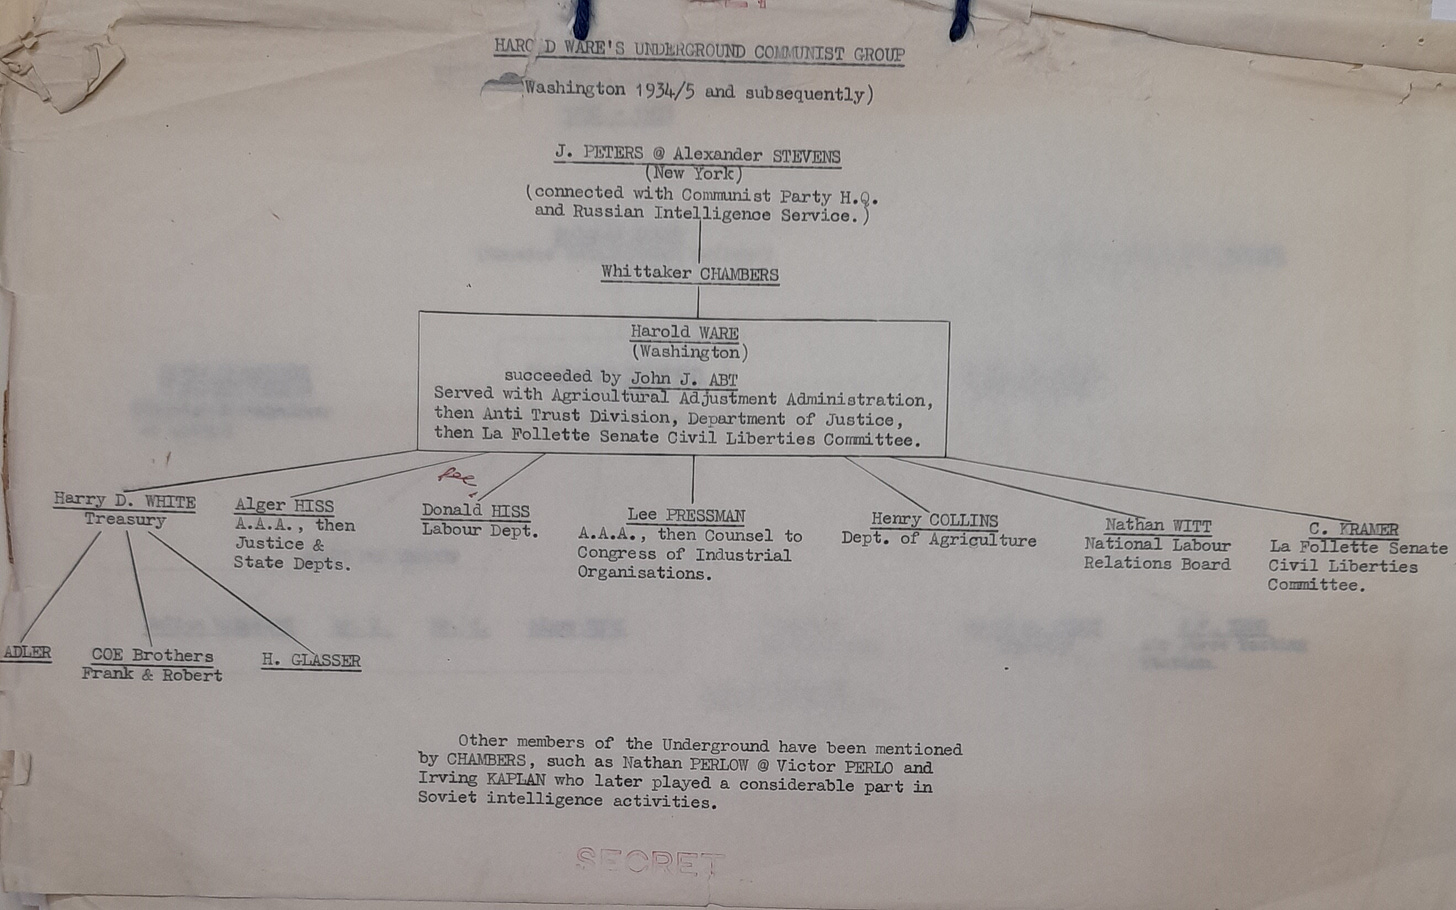 HAROLD WARE'S UNDERGROUND COMMUNIST GROUP
Washington 1934/5 and subsequently)
J. PETERS @ Alexander STEVENS
(New York)
(connected with Communist Party H.Q.
and Russian Intelligence Service.)
Whittaker CHAMBERS
Harold WARE
(Washington)
succeeded by John J. ABT
Served with Agricultural Adjustment Administration,
then Anti Trust Division, Department of Justice,
then La Follette Senate Civil Liberties Committee.
Harry D. WHITE
Treasury
Alger HISS
A.A.A., then
Justice &
State Depts.
Donald HISS
Labour Dept.
Lee PRESSMAN
A.A.A., then Counsel to
Congress of Industrial
Organisations.
Henry COLLINS
Dept. of Agriculture
Nathan WITT
National Labour
Relations Board
C. KRAMER
La Follette Senate
Civil Liberties
Committee.
ADLER
COE Brothers
Frank & Robert
H. GLASSER
Other members of the Underground have been mentioned
by CHAMBERS, such as Nathan PERLOW @ Victor PERLO and
Irving KAPLAN who later played a considerable part in
Soviet intelligence activities.
SECRET